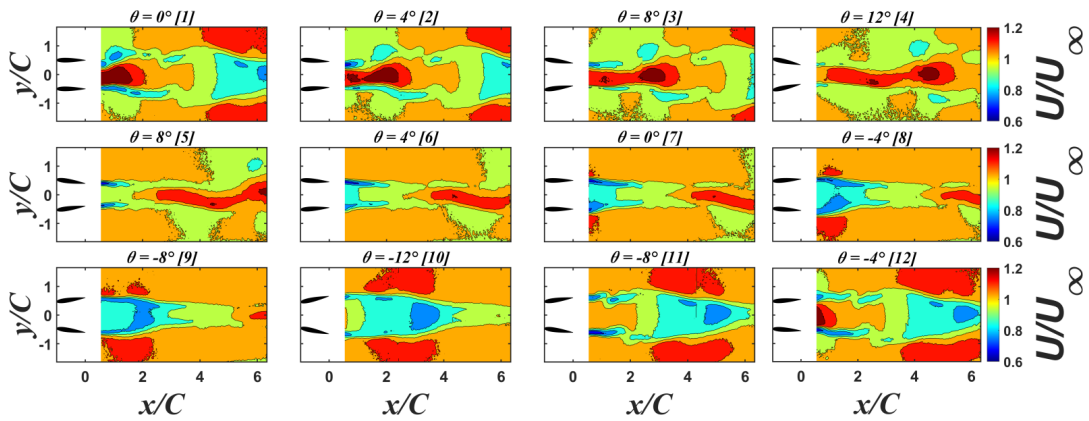 θ = 0° [1] θ = 4° [2] θ = 8° [3] θ = 12° [4]
y/C 1 0 -1 1.2 1 0.8 0.6 U/U∞
θ = 8° [5] θ = 4° [6] θ = 0° [7] θ = -4° [8]
y/C 1 0 -1 1.2 1 0.8 0.6 U/U∞
θ = -8° [9] θ = -12° [10] θ = -8° [11] θ = -4° [12]
y/C 1 0 -1 1.2 1 0.8 0.6 U/U∞
0 2 4 6 0 2 4 6 0 2 4 6 0 2 4 6
x/C x/C x/C x/C